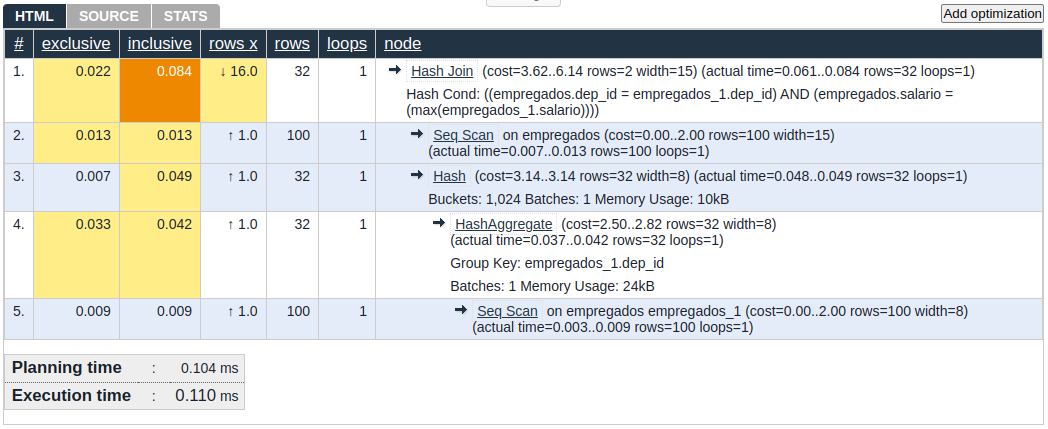 HTML SOURCE STATS
Add optimization
# exclusive inclusive rows x rows loops node
1. 0.022 0.084 ↓ 16.0 32 1 → Hash Join (cost=3.62..6.14 rows=2 width=15) (actual time=0.061..0.084 rows=32 loops=1)
Hash Cond: ((empregados.dep_id = empregados_1.dep_id) AND (empregados.salario =
(max(empregados_1.salario))))
2. 0.013 0.013 ↑ 1.0 100 1 → Seq Scan on empregados (cost=0.00..2.00 rows=100 width=15)
(actual time=0.007..0.013 rows=100 loops=1)
3. 0.007 0.049 ↑ 1.0 32 1 → Hash (cost=3.14..3.14 rows=32 width=8) (actual time=0.048..0.049 rows=32 loops=1)
Buckets: 1,024 Batches: 1 Memory Usage: 10kB
4. 0.033 0.042 ↑ 1.0 32 1 → HashAggregate (cost=2.50..2.82 rows=32 width=8)
(actual time=0.037..0.042 rows=32 loops=1)
Group Key: empregados_1.dep_id
Batches: 1 Memory Usage: 24kB
5. 0.009 0.009 ↑ 1.0 100 1 → Seq Scan on empregados empregados_1 (cost=0.00..2.00 rows=100 width=8)
(actual time=0.003..0.009 rows=100 loops=1)
Planning time : 0.104 ms
Execution time : 0.110 ms